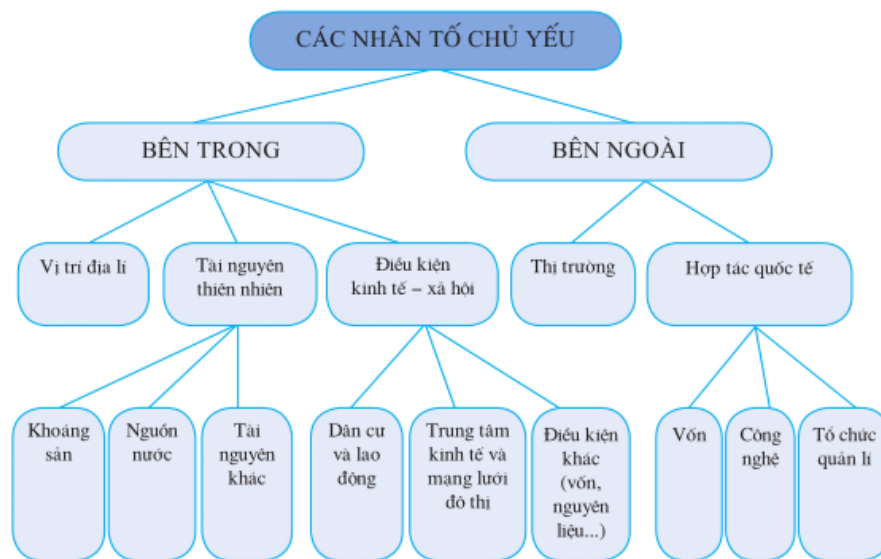 CÁC NHÂN TỐ CHỦ YẾU
BÊN TRONG
BÊN NGOÀI
Vị trí địa lí
Tài nguyên
thiên nhiên
Điều kiện
kinh tế – xã hội
Thị trường
Hợp tác quốc tế
Khoáng
sản
Nguồn
nước
Tài
nguyên
khác
Dân cư
và lao
động
Trung tâm
kinh tế và
mạng lưới
đô thị
Điều kiện
khác
(vốn,
nguyên
liệu...)
Vốn
Công
nghệ
Tổ chức
quản lí